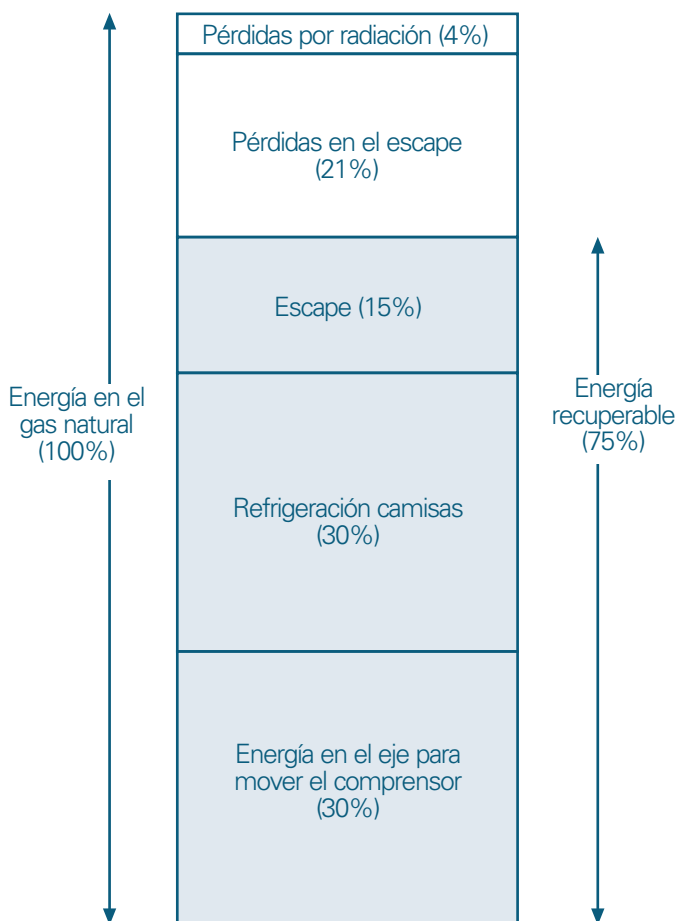 Pérdidas por radiación (4%)
Pérdidas en el escape
(21%)
Escape (15%)
Energía en el
gas natural
(100%)
Energía
recuperable
(75%)
Refrigeración camisas
(30%)
Energía en el eje para
mover el comprensor
(30%)